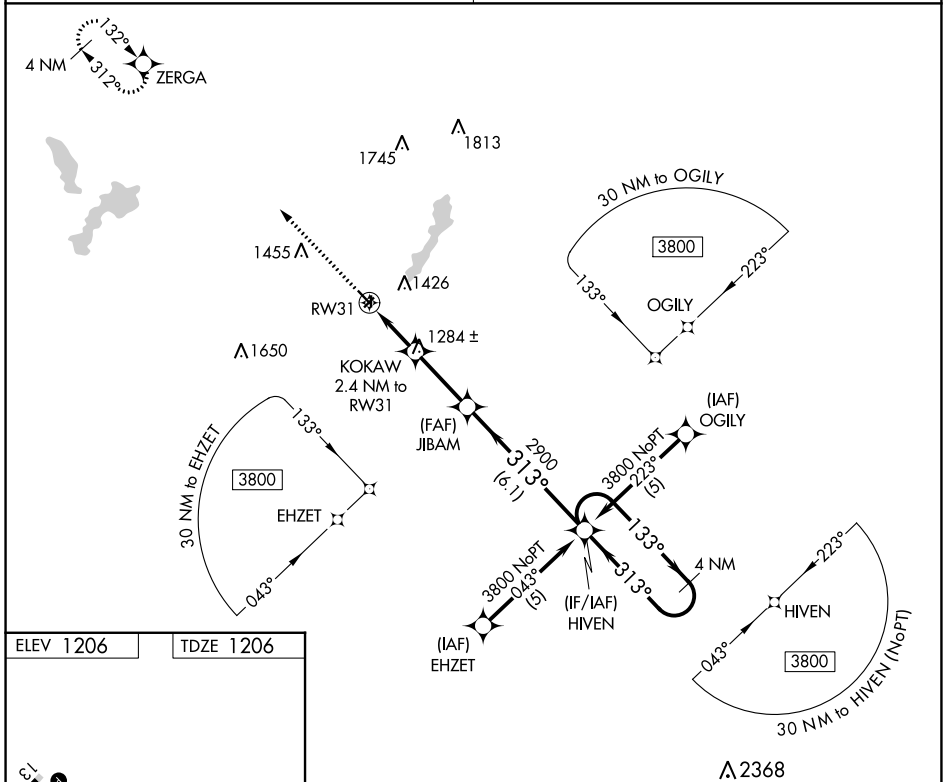 132°
4 NM
312°
ZERGA
1745
1813
30 NM to OGILY
3800
133°
223°
OGILY
1455
1426
RW31
1284 ±
1650
KOKAW
2.4 NM to
RW31
(IAF)
OGILY
(FAF)
JIBAM
30 NM to EHZET
133°
3800
EHZET
043°
2900
313°
(6.1)
3800 NoPT
223°
(5)
133°
4 NM
313°
3800 NoPT
043°
(5)
(IF/IAF)
HIVEN
(IAF)
EHZET
223°
HIVEN
043°
3800
30 NM to HIVEN (NoPT)
ELEV 1206
TDZE 1206
13
2368